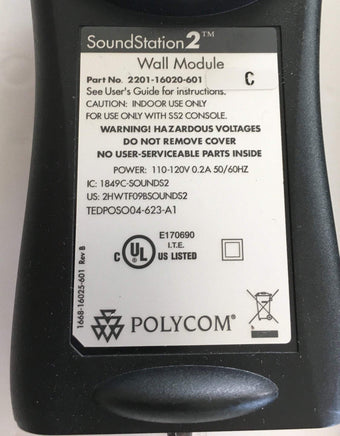 SoundStation2™
Wall Module
Part No. 2201-16020-601 C
See User's Guide for instructions.
CAUTION: INDOOR USE ONLY
FOR USE ONLY WITH SS2 CONSOLE.
WARNING! HAZARDOUS VOLTAGES
DO NOT REMOVE COVER
NO USER-SERVICEABLE PARTS INSIDE
POWER: 110-120V 0.2A 50/60HZ
IC: 1849C-SOUNDS2
US: 2HWTF09BSOUNDS2
TEDPOSO04-623-A1
E170690
I.T.E.
C UL US LISTED
®
POLYCOM®
1668-16025-601 Rev B